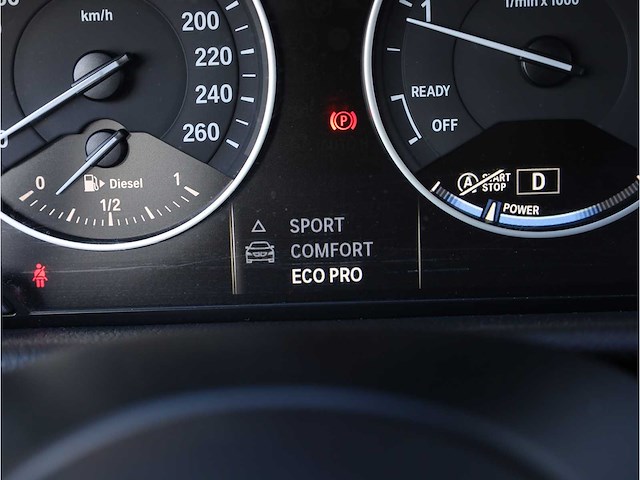 km/h
200
220
240
260
0
Diesel
1/2
1
1
1/min x 1000
READY
OFF
P
A
START
STOP
D
POWER
SPORT
COMFORT
ECO PRO